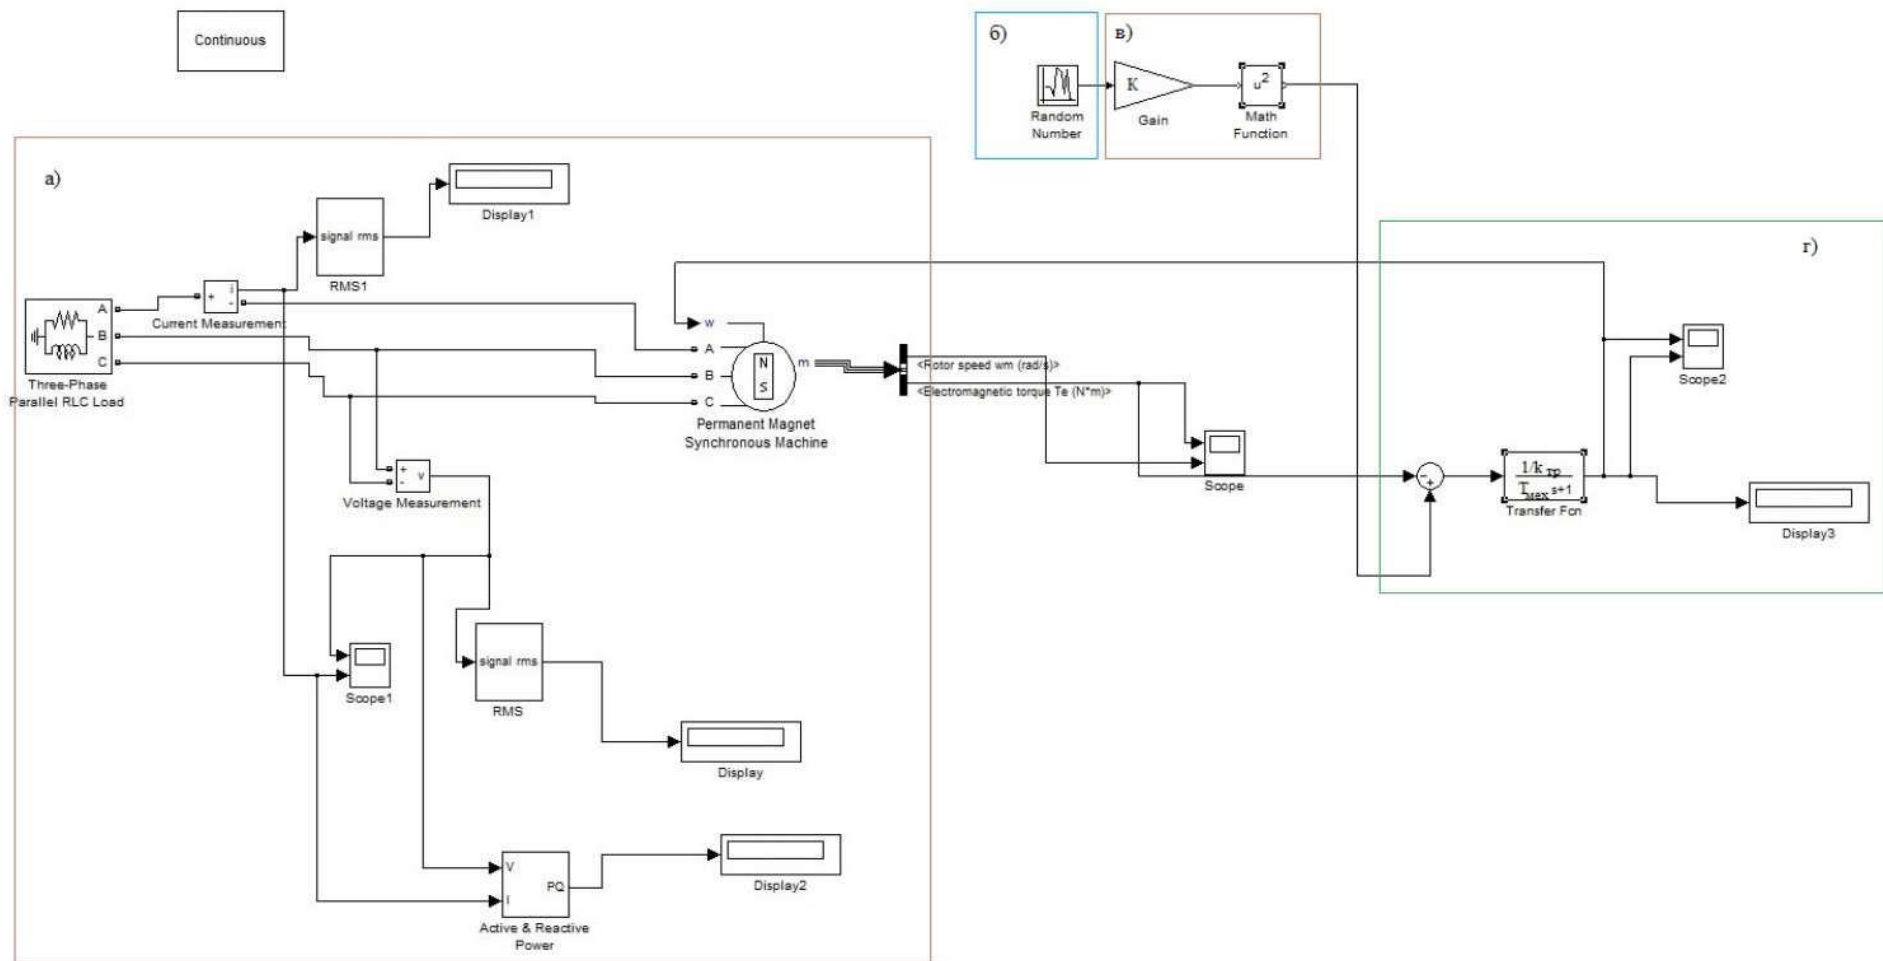 Continuous
б)
в)
K
u²
Random
Number
Gain
Math
Function
а)
Display1
signal rms
RMS1
г)
A
B
C
+
i
-
Current Measurement
Three-Phase
Parallel RLC Load
w
A
B
C
N
S
m
Permanent Magnet
Synchronous Machine
<Rotor speed wm (rad/s)>
<Electromagnetic torque Te (N*m)>
Scope2
Scope
+
-
v
Voltage Measurement
-
+
1/kтр
Tмех s+1
Transfer Fcn
Display3
Scope1
signal rms
RMS
Display
V
I
PQ
Active & Reactive
Power
Display2